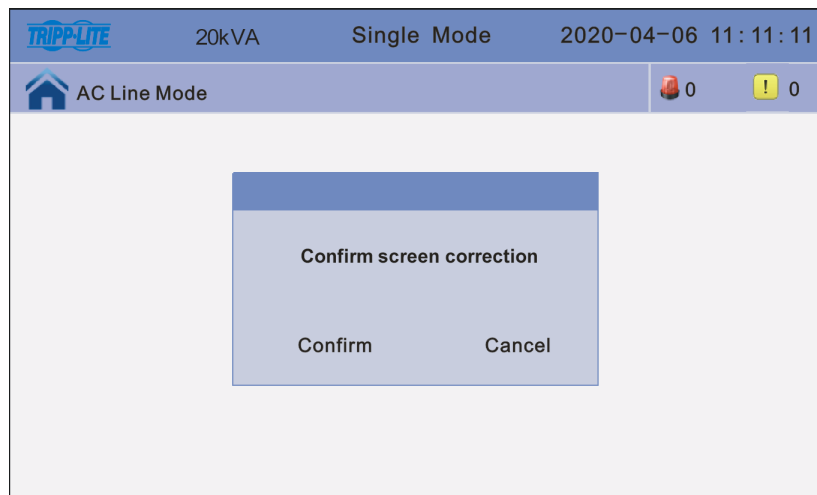 TRIPP·LITE 20kVA Single Mode 2020-04-06 11:11:11
AC Line Mode 0 ! 0
Confirm screen correction
Confirm Cancel